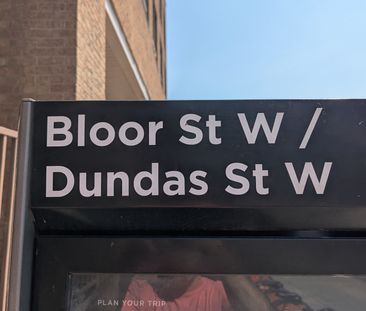 Bloor St W /
Dundas St W
PLAN YOUR TRIP